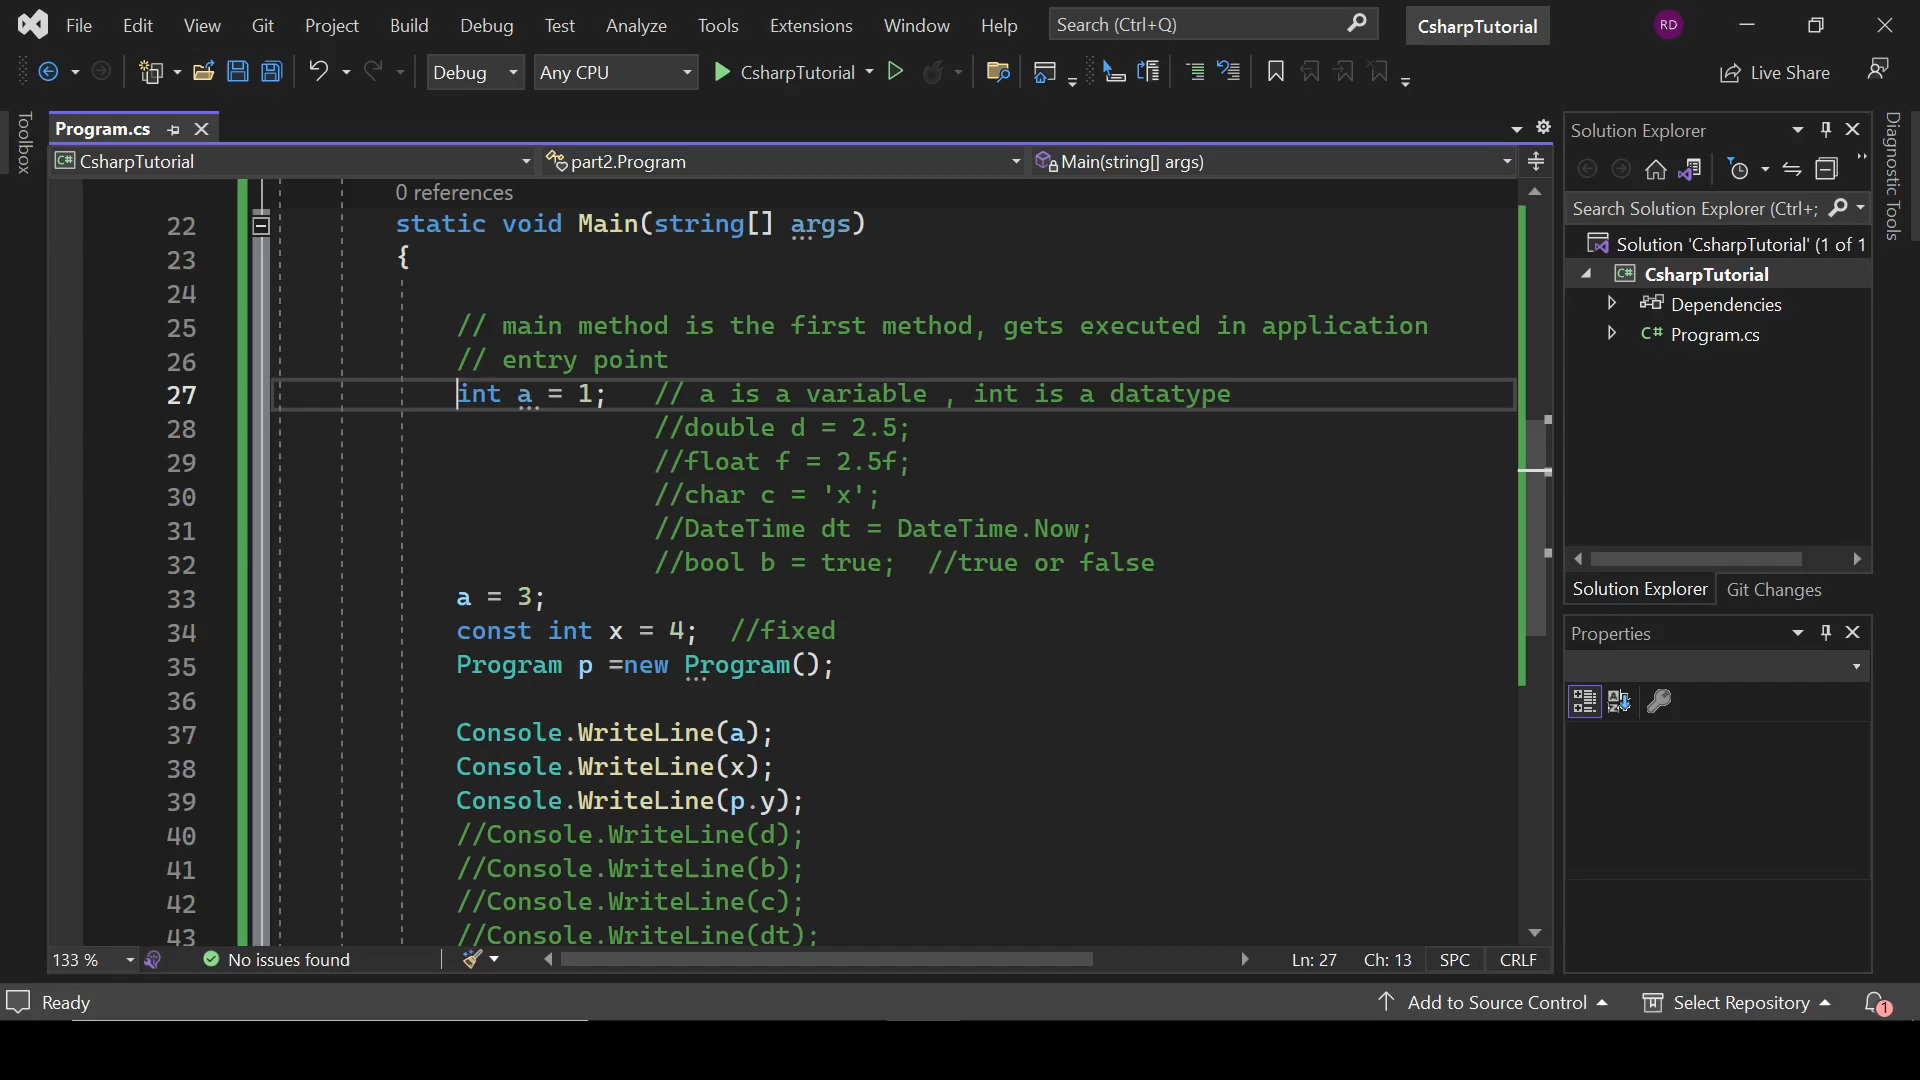 File Edit View Git Project Build Debug Test Analyze Tools Extensions Window Help Search (Ctrl+Q) CsharpTutorial RD
Debug Any CPU CsharpTutorial Live Share
Toolbox
Program.cs
CsharpTutorial part2.Program Main(string[] args)
0 references
22 static void Main(string[] args)
23 {
24
25 // main method is the first method, gets executed in application
26 // entry point
27 int a = 1; // a is a variable , int is a datatype
28 //double d = 2.5;
29 //float f = 2.5f;
30 //char c = 'x';
31 //DateTime dt = DateTime.Now;
32 //bool b = true; //true or false
33 a = 3;
34 const int x = 4; //fixed
35 Program p =new Program();
36
37 Console.WriteLine(a);
38 Console.WriteLine(x);
39 Console.WriteLine(p.y);
40 //Console.WriteLine(d);
41 //Console.WriteLine(b);
42 //Console.WriteLine(c);
43 //Console.WriteLine(dt);
133 % No issues found Ln: 27 Ch: 13 SPC CRLF
Solution Explorer
Search Solution Explorer (Ctrl+;
Solution 'CsharpTutorial' (1 of 1
C# CsharpTutorial
Dependencies
C# Program.cs
Solution Explorer Git Changes
Properties
Diagnostic Tools
Ready Add to Source Control Select Repository 1